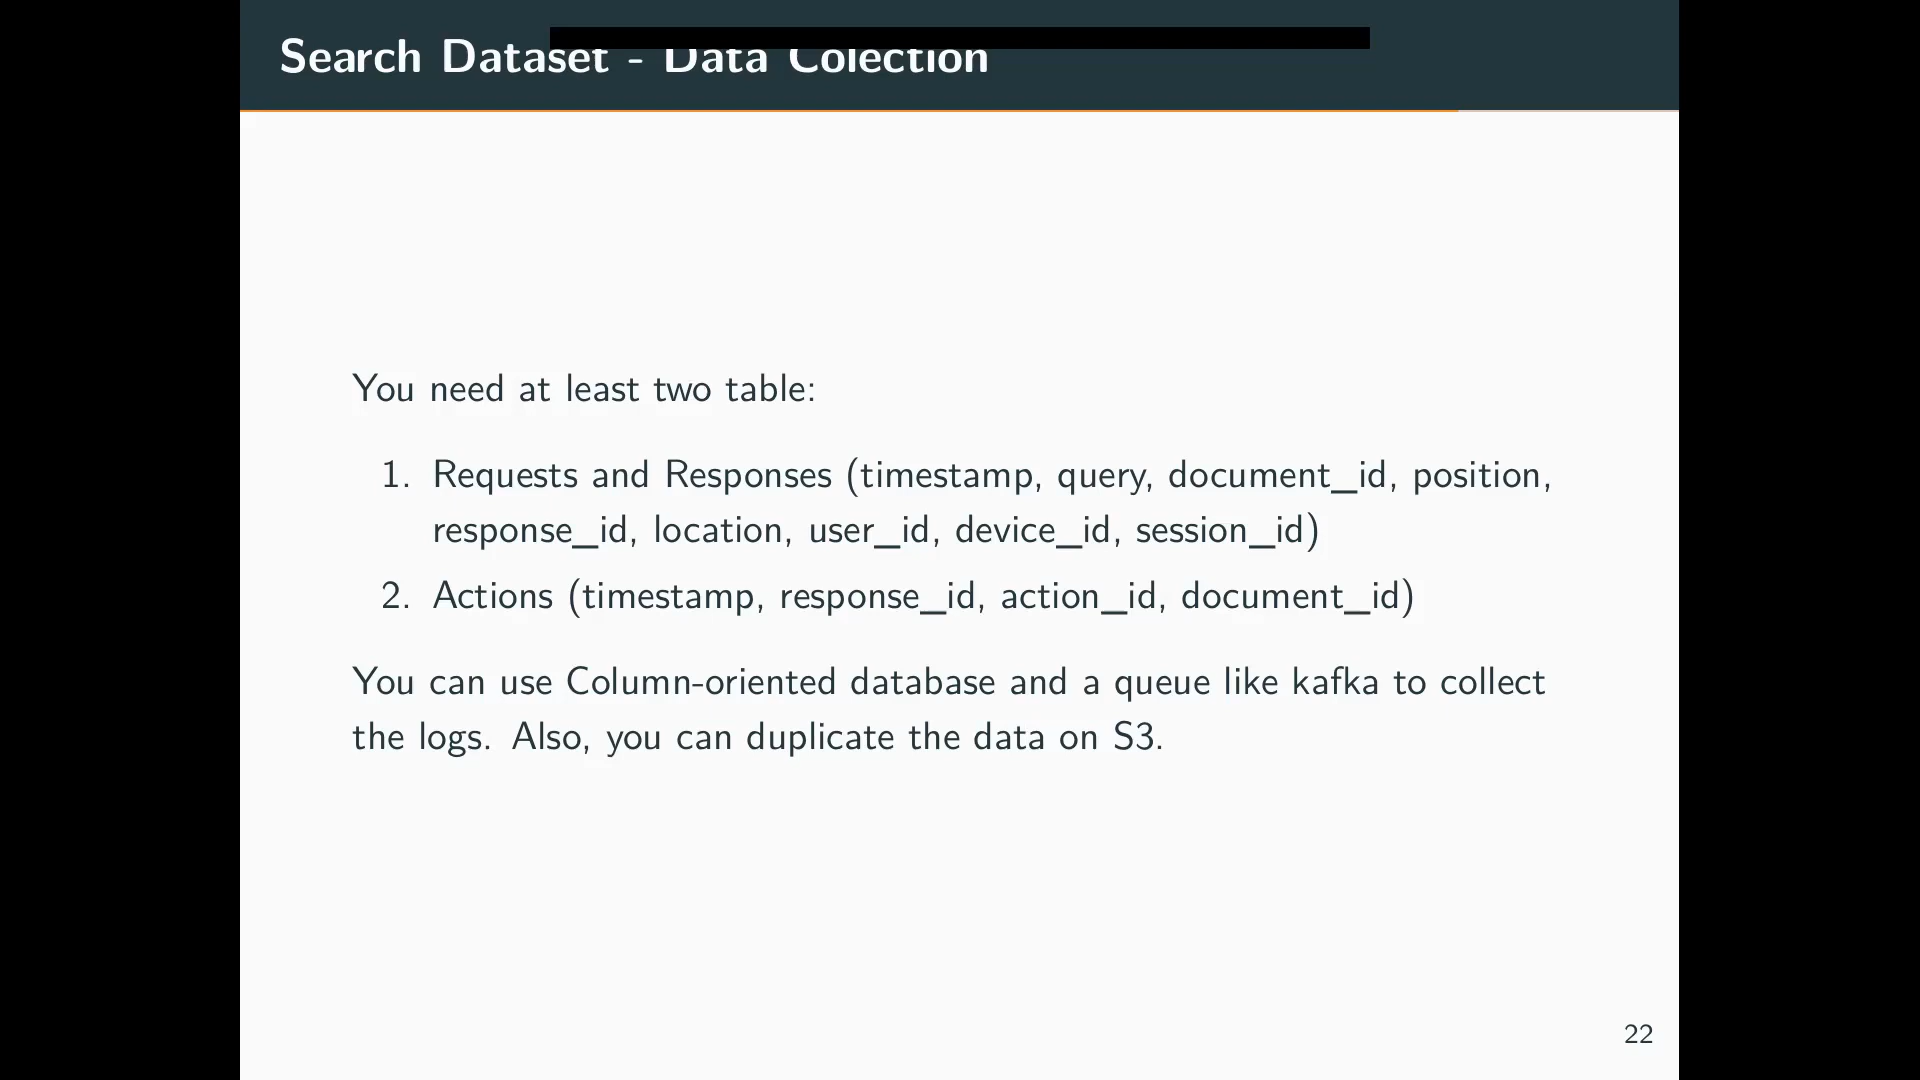 Search Dataset - Data Colection
You need at least two table:
1. Requests and Responses (timestamp, query, document_id, position,
response_id, location, user_id, device_id, session_id)
2. Actions (timestamp, response_id, action_id, document_id)
You can use Column-oriented database and a queue like kafka to collect
the logs. Also, you can duplicate the data on S3.
22